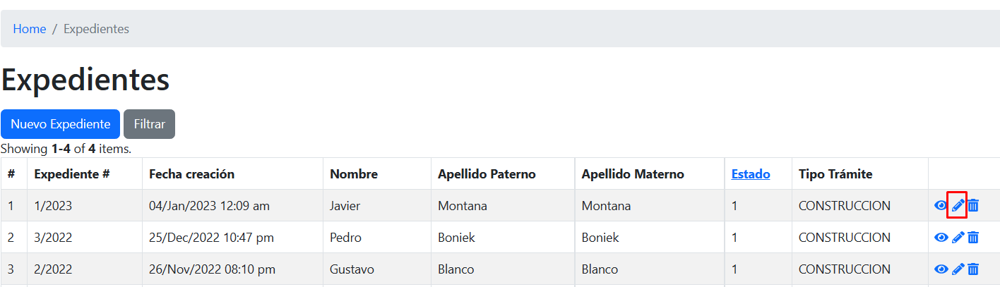 Home / Expedientes
Expedientes
Nuevo Expediente Filtrar
Showing 1-4 of 4 items.
# Expediente # Fecha creación Nombre Apellido Paterno Apellido Materno Estado Tipo Trámite
1 1/2023 04/Jan/2023 12:09 am Javier Montana Montana 1 CONSTRUCCION
2 3/2022 25/Dec/2022 10:47 pm Pedro Boniek Boniek 1 CONSTRUCCION
3 2/2022 26/Nov/2022 08:10 pm Gustavo Blanco Blanco 1 CONSTRUCCION